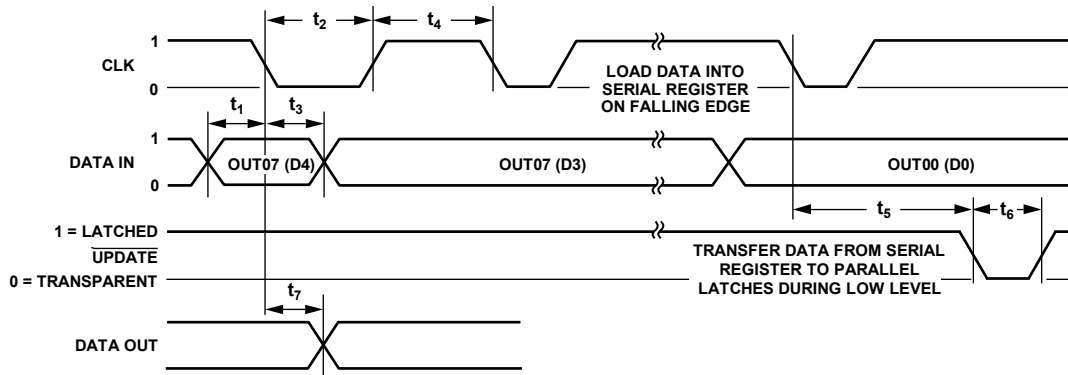 t2
t4
1
CLK
0
LOAD DATA INTO
SERIAL REGISTER
ON FALLING EDGE
t1
t3
1
DATA IN
0
OUT07 (D4)
OUT07 (D3)
OUT00 (D0)
t5
t6
1 = LATCHED
UPDATE
0 = TRANSPARENT
TRANSFER DATA FROM SERIAL
REGISTER TO PARALLEL
LATCHES DURING LOW LEVEL
t7
DATA OUT